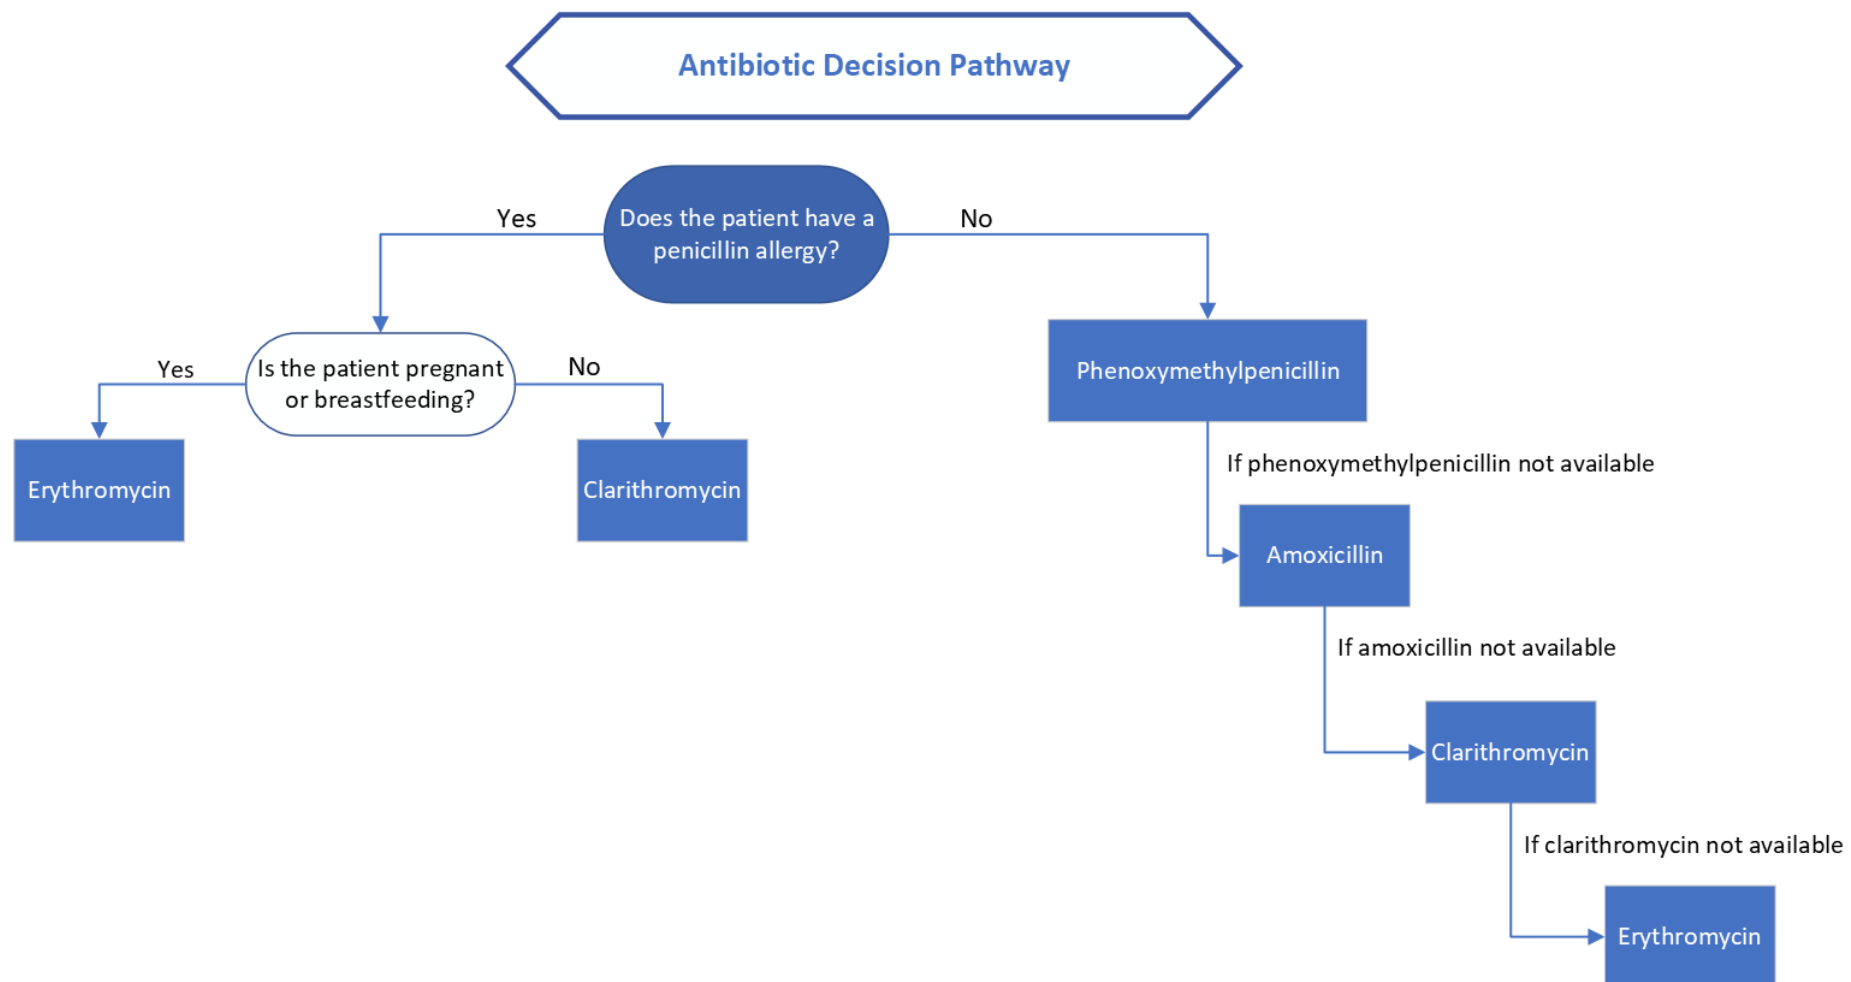 Antibiotic Decision Pathway
Does the patient have a
penicillin allergy?
Yes
No
Is the patient pregnant
or breastfeeding?
Yes
No
Erythromycin
Clarithromycin
Phenoxymethylpenicillin
If phenoxymethylpenicillin not available
Amoxicillin
If amoxicillin not available
Clarithromycin
If clarithromycin not available
Erythromycin